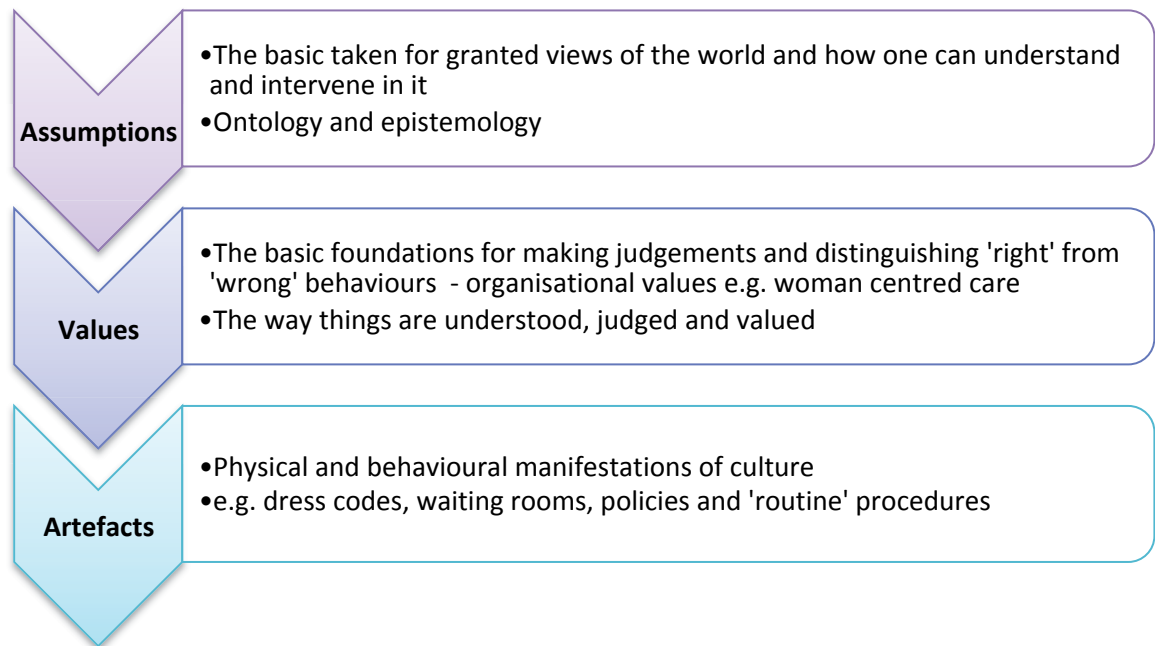 Assumptions
•The basic taken for granted views of the world and how one can understand
and intervene in it
•Ontology and epistemology
Values
•The basic foundations for making judgements and distinguishing 'right' from
'wrong' behaviours  - organisational values e.g. woman centred care
•The way things are understood, judged and valued
Artefacts
•Physical and behavioural manifestations of culture
•e.g. dress codes, waiting rooms, policies and 'routine' procedures